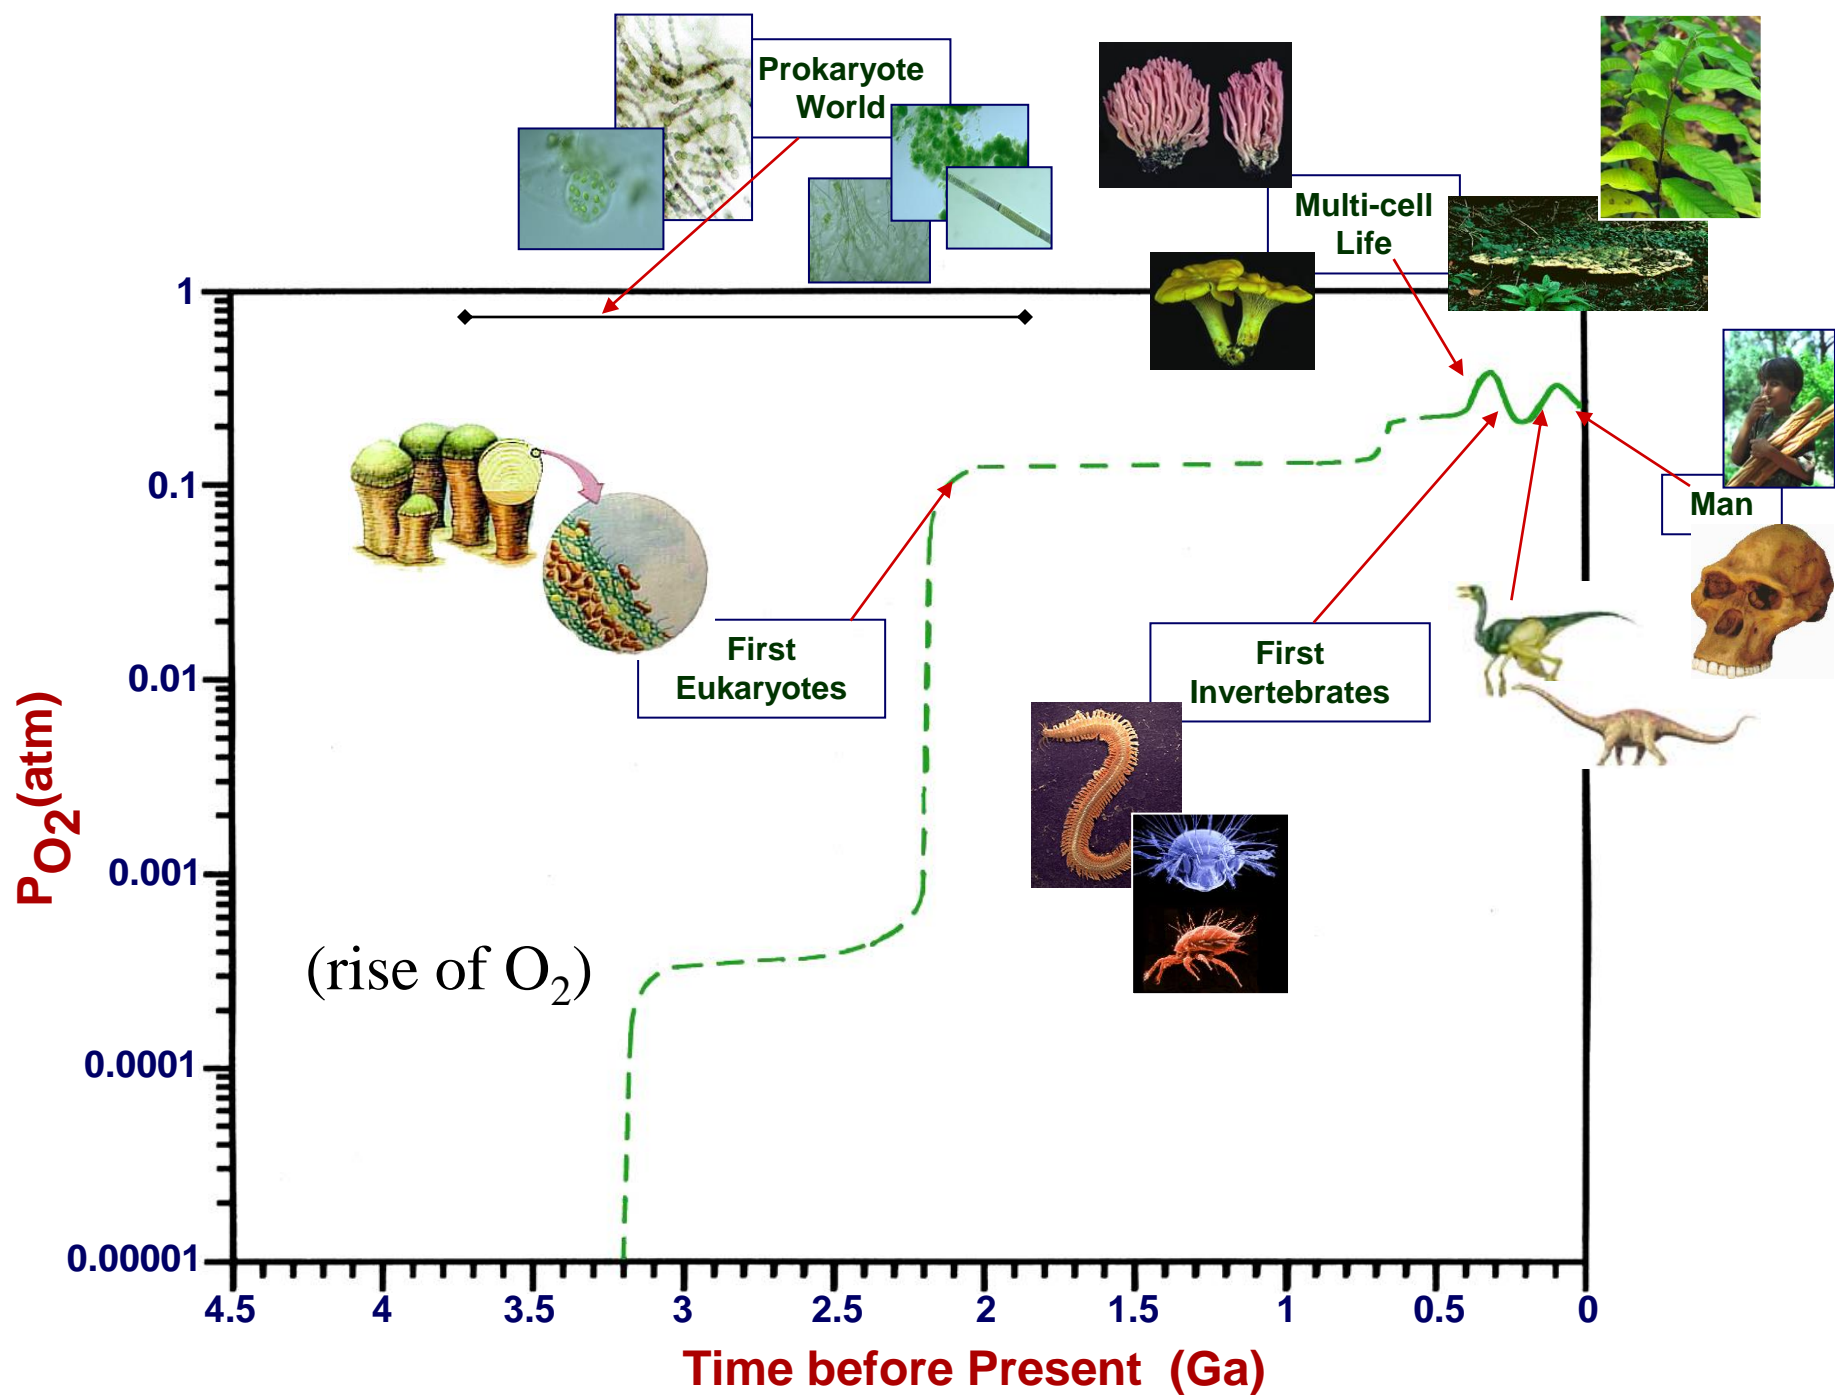 Prokaryote
World
Multi-cell
Life
1
0.1
Man
0.01
First
Eukaryotes
First
Invertebrates
0.001
(rise of O₂)
0.0001
0.00001
PO2(atm)
4.5 4 3.5 3 2.5 2 1.5 1 0.5 0
Time before Present (Ga)